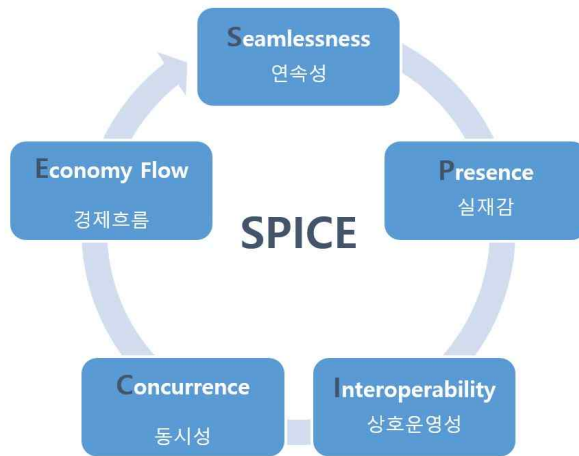 Seamlessness
연속성
Presence
실재감
Interoperability
상호운영성
Concurrence
동시성
Economy Flow
경제흐름
SPICE